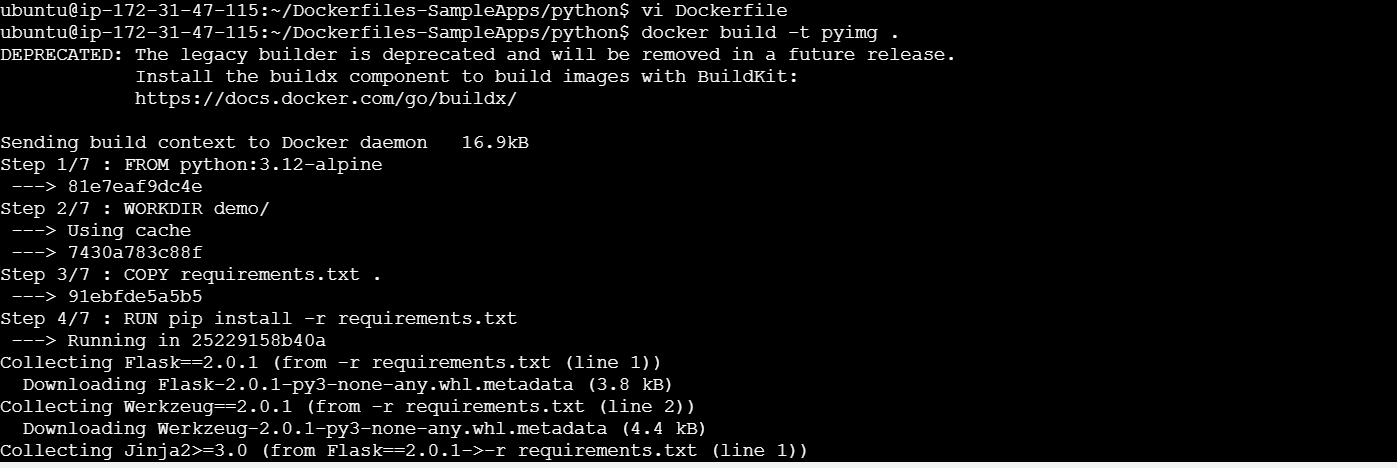 ubuntu@ip-172-31-47-115:~/Dockerfiles-SampleApps/python$ vi Dockerfile
ubuntu@ip-172-31-47-115:~/Dockerfiles-SampleApps/python$ docker build -t pyimg .
DEPRECATED: The legacy builder is deprecated and will be removed in a future release.
            Install the buildx component to build images with BuildKit:
            https://docs.docker.com/go/buildx/

Sending build context to Docker daemon   16.9kB
Step 1/7 : FROM python:3.12-alpine
 ---> 81e7eaf9dc4e
Step 2/7 : WORKDIR demo/
 ---> Using cache
 ---> 7430a783c88f
Step 3/7 : COPY requirements.txt .
 ---> 91ebfde5a5b5
Step 4/7 : RUN pip install -r requirements.txt
 ---> Running in 25229158b40a
Collecting Flask==2.0.1 (from -r requirements.txt (line 1))
  Downloading Flask-2.0.1-py3-none-any.whl.metadata (3.8 kB)
Collecting Werkzeug==2.0.1 (from -r requirements.txt (line 2))
  Downloading Werkzeug-2.0.1-py3-none-any.whl.metadata (4.4 kB)
Collecting Jinja2>=3.0 (from Flask==2.0.1->-r requirements.txt (line 1))